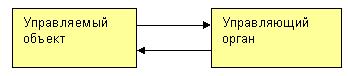 Управляемый
объект
Управляющий
орган